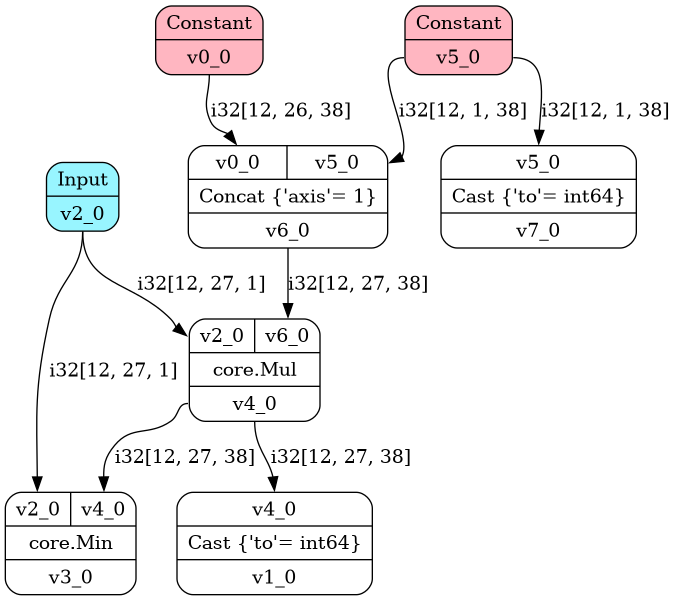 Constant
v0_0
Constant
v5_0
i32[12, 26, 38]
i32[12, 1, 38]
i32[12, 1, 38]
Input
v2_0
v0_0
v5_0
Concat {'axis'= 1}
v6_0
v5_0
Cast {'to'= int64}
v7_0
i32[12, 27, 1]
i32[12, 27, 38]
i32[12, 27, 1]
v2_0
v6_0
core.Mul
v4_0
i32[12, 27, 38]
i32[12, 27, 38]
v2_0
v4_0
core.Min
v3_0
v4_0
Cast {'to'= int64}
v1_0